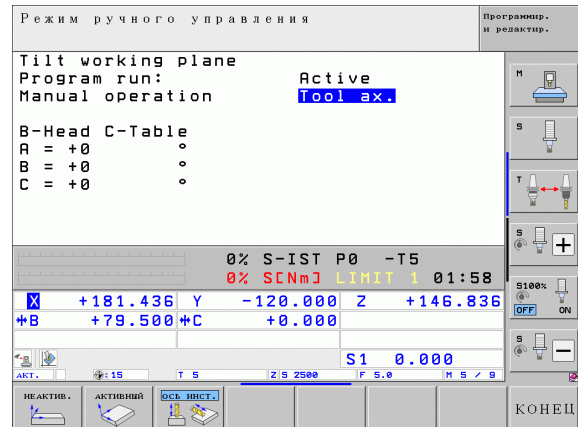 Режим ручного управления
Программир.
и редактир.
Tilt working plane
Program run: Active
Manual operation Tool ax.
B-Head C-Table
A = +0 °
B = +0 °
C = +0 °
0% S-IST P0 -T5
0% S[Nm] LIMIT 1 01:58
X +181.436 Y -120.000 Z +146.836
B +79.500 C +0.000
S1 0.000
АКТ. :15 T 5 Z S 2500 F 5.0 M 5 / 9
НЕАКТИВ. АКТИВНЫЙ ОСЬ ИНСТ. КОНЕЦ
M
S
T
S
+
S100%
OFF ON
S
−